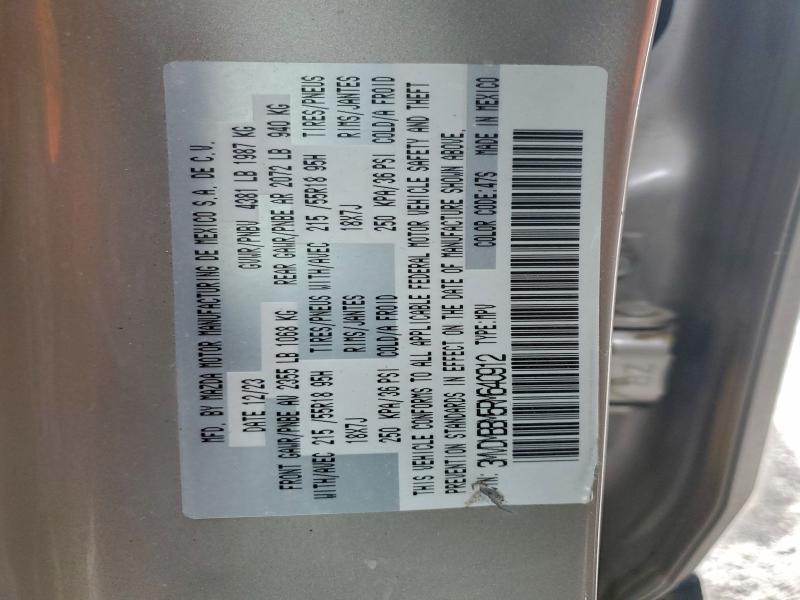 MFD. BY MAZDA MOTOR MANUFACTURING DE MEXICO S.A. DE C.V.
DATE 12/23 GVWR/PNBV 4381 LB 1987 KG
FRONT GAWR/PNBE AV 2355 LB 1068 KG REAR GAWR/PNBE AR 2072 LB 940 KG
WITH/AVEC 215 /55R18 95H TIRES/PNEUS WITH/AVEC 215 /55R18 95H TIRES/PNEUS
18X7J RIMS/JANTES 18X7J RIMS/JANTES
250 KPA/36 PSI COLD/A FROID 250 KPA/36 PSI COLD/A FROID
THIS VEHICLE CONFORMS TO ALL APPLICABLE FEDERAL MOTOR VEHICLE SAFETY AND THEFT
PREVENTION STANDARDS IN EFFECT ON THE DATE OF MANUFACTURE SHOWN ABOVE.
TYPE:MPV COLOR CODE:47S MADE IN MEXICO